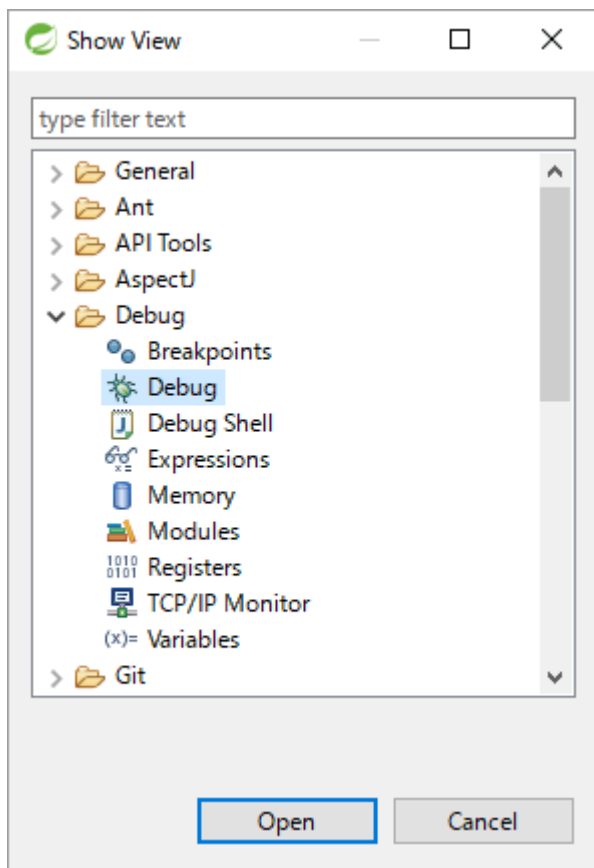 Show View
type filter text
General
Ant
API Tools
AspectJ
Debug
Breakpoints
Debug
Debug Shell
Expressions
Memory
Modules
1010
0101 Registers
TCP/IP Monitor
(x)= Variables
Git
Open Cancel